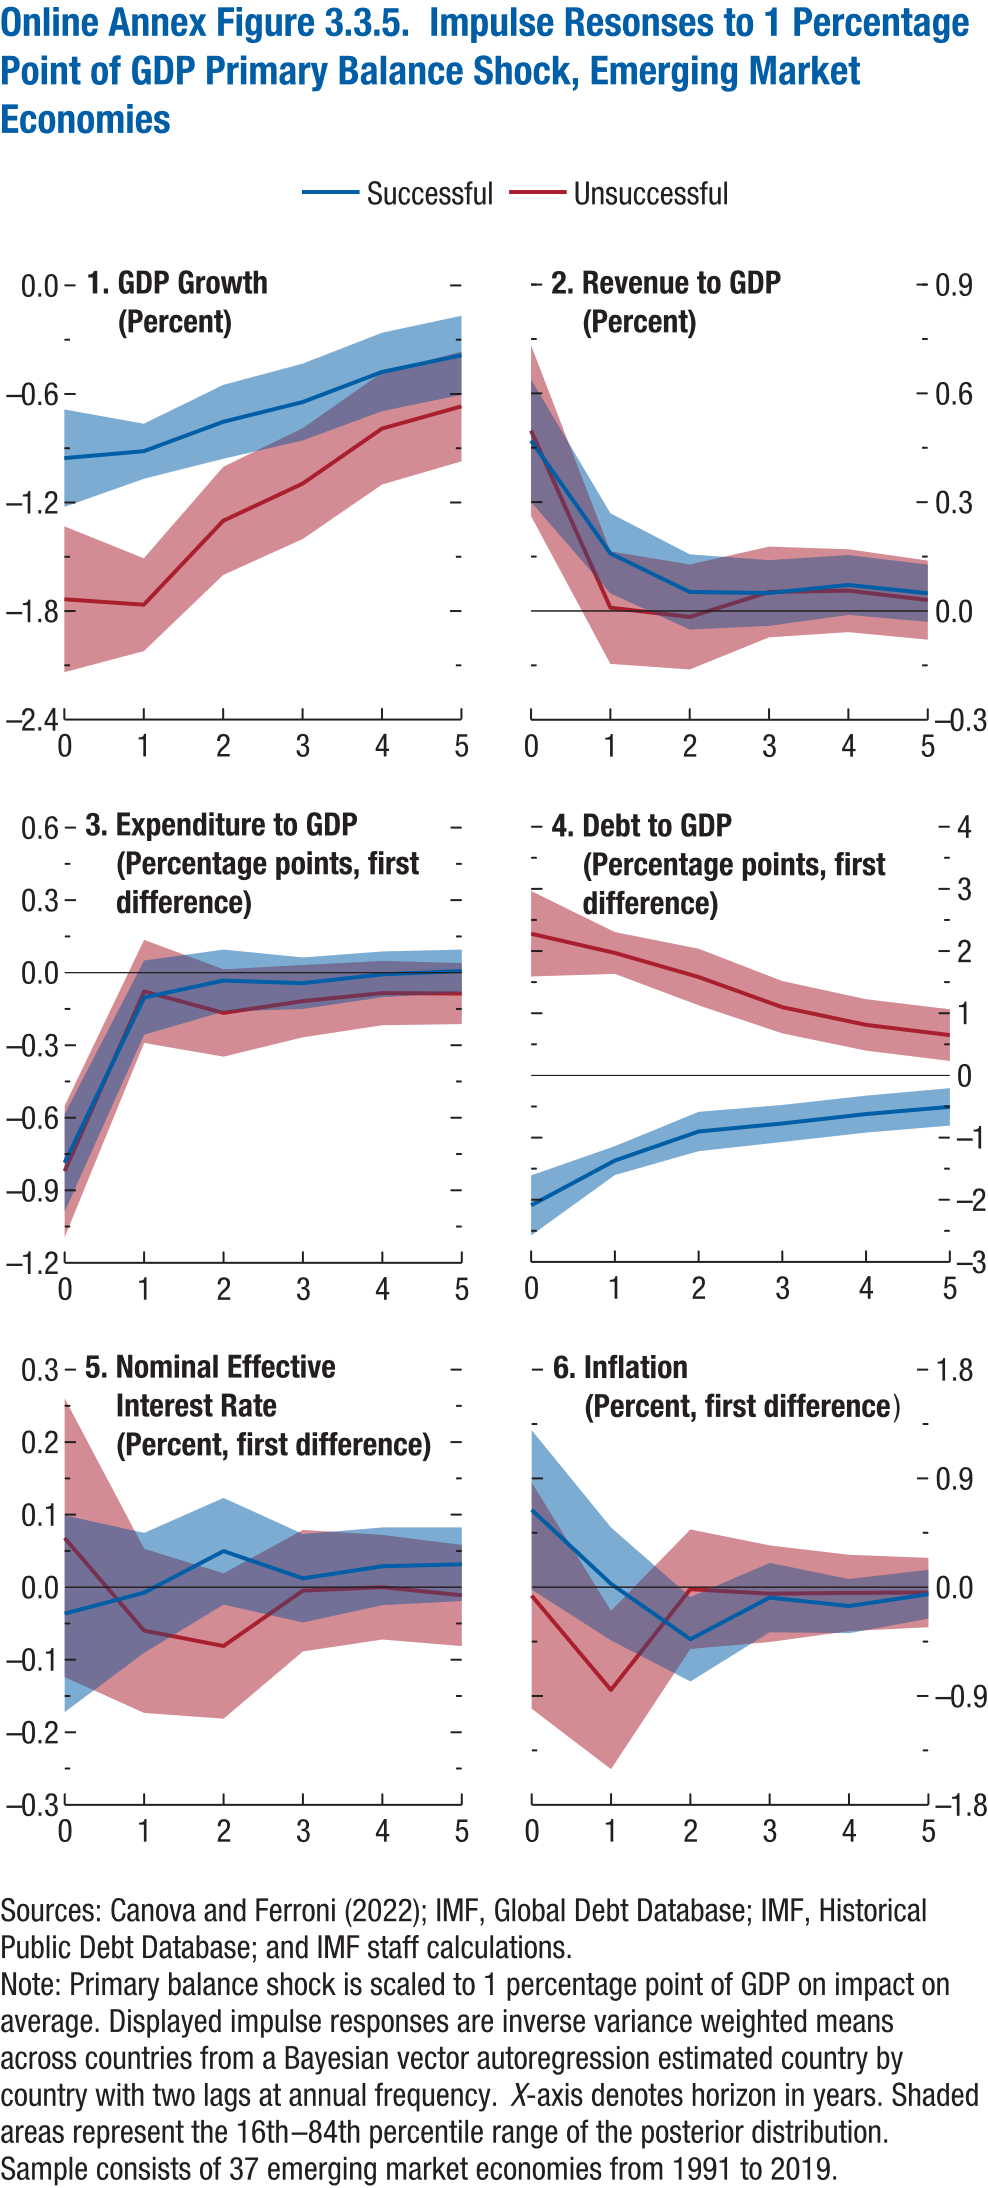 Online Annex Figure 3.3.5.  Impulse Resonses to 1 Percentage
Point of GDP Primary Balance Shock, Emerging Market
Economies
Successful
Unsuccessful
1. GDP Growth
(Percent)
0.0
–0.6
–1.2
–1.8
–2.4
0 1 2 3 4 5
2. Revenue to GDP
(Percent)
0.9
0.6
0.3
0.0
–0.3
0 1 2 3 4 5
3. Expenditure to GDP
(Percentage points, first
difference)
0.6
0.3
0.0
–0.3
–0.6
–0.9
–1.2
0 1 2 3 4 5
4. Debt to GDP
(Percentage points, first
difference)
4
3
2
1
0
–1
–2
–3
0 1 2 3 4 5
5. Nominal Effective
Interest Rate
(Percent, first difference)
0.3
0.2
0.1
0.0
–0.1
–0.2
–0.3
0 1 2 3 4 5
6. Inflation
(Percent, first difference)
1.8
0.9
0.0
–0.9
–1.8
0 1 2 3 4 5
Sources: Canova and Ferroni (2022); IMF, Global Debt Database; IMF, Historical
Public Debt Database; and IMF staff calculations.
Note: Primary balance shock is scaled to 1 percentage point of GDP on impact on
average. Displayed impulse responses are inverse variance weighted means
across countries from a Bayesian vector autoregression estimated country by
country with two lags at annual frequency.  X-axis denotes horizon in years. Shaded
areas represent the 16th–84th percentile range of the posterior distribution.
Sample consists of 37 emerging market economies from 1991 to 2019.